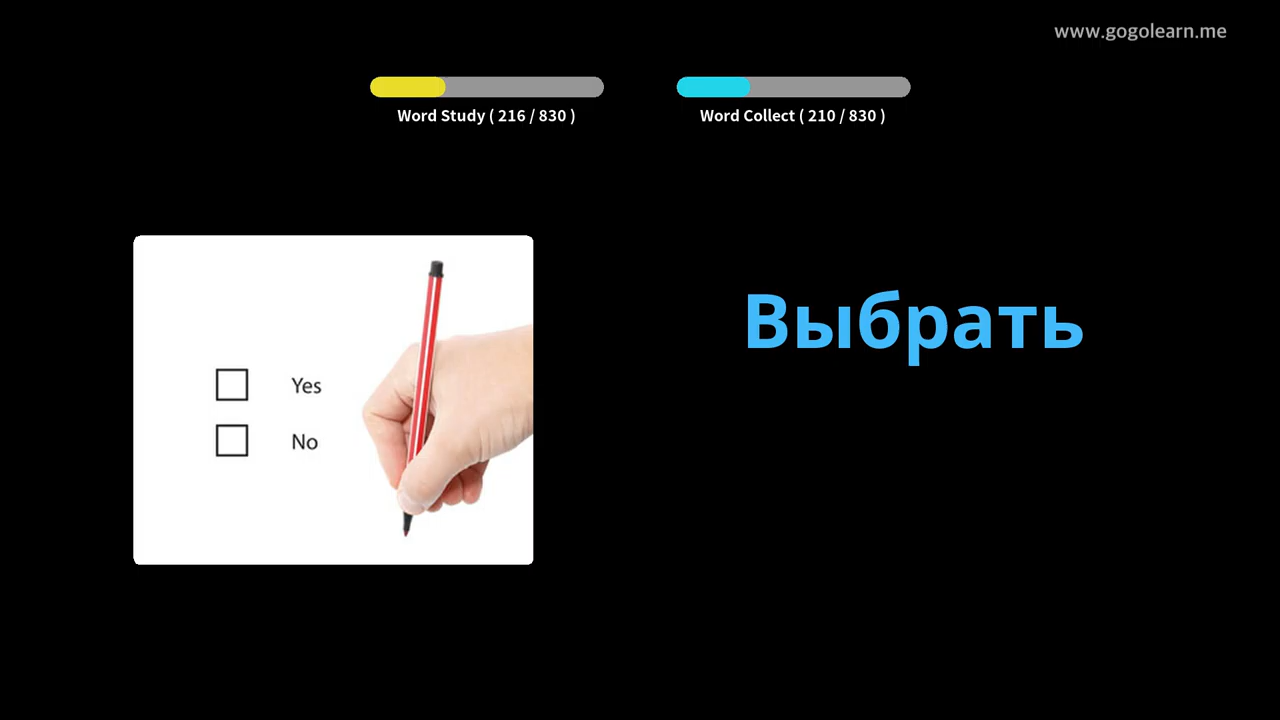 www.gogolearn.me
Word Study ( 216 / 830 )
Word Collect ( 210 / 830 )
Выбрать
Yes
No